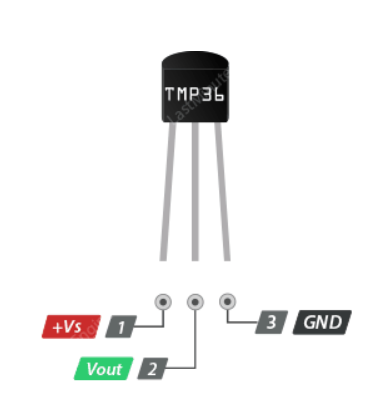 TMP36
+Vs 1
3 GND
Vout 2